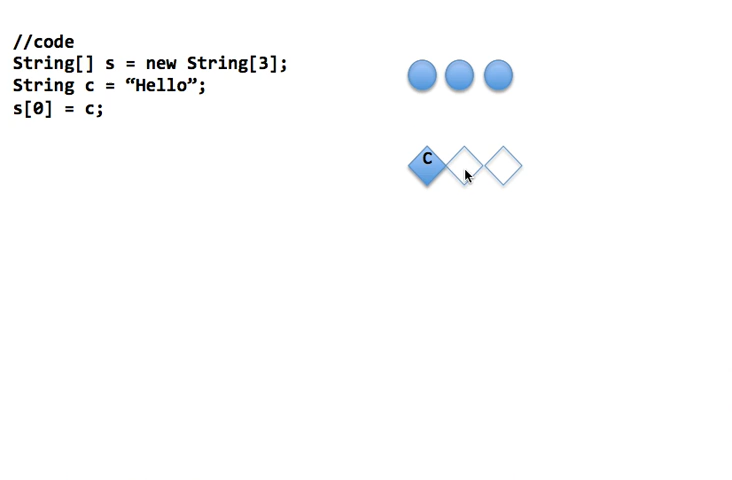 //code
String[] s = new String[3];
String c = “Hello”;
s[0] = c;
C